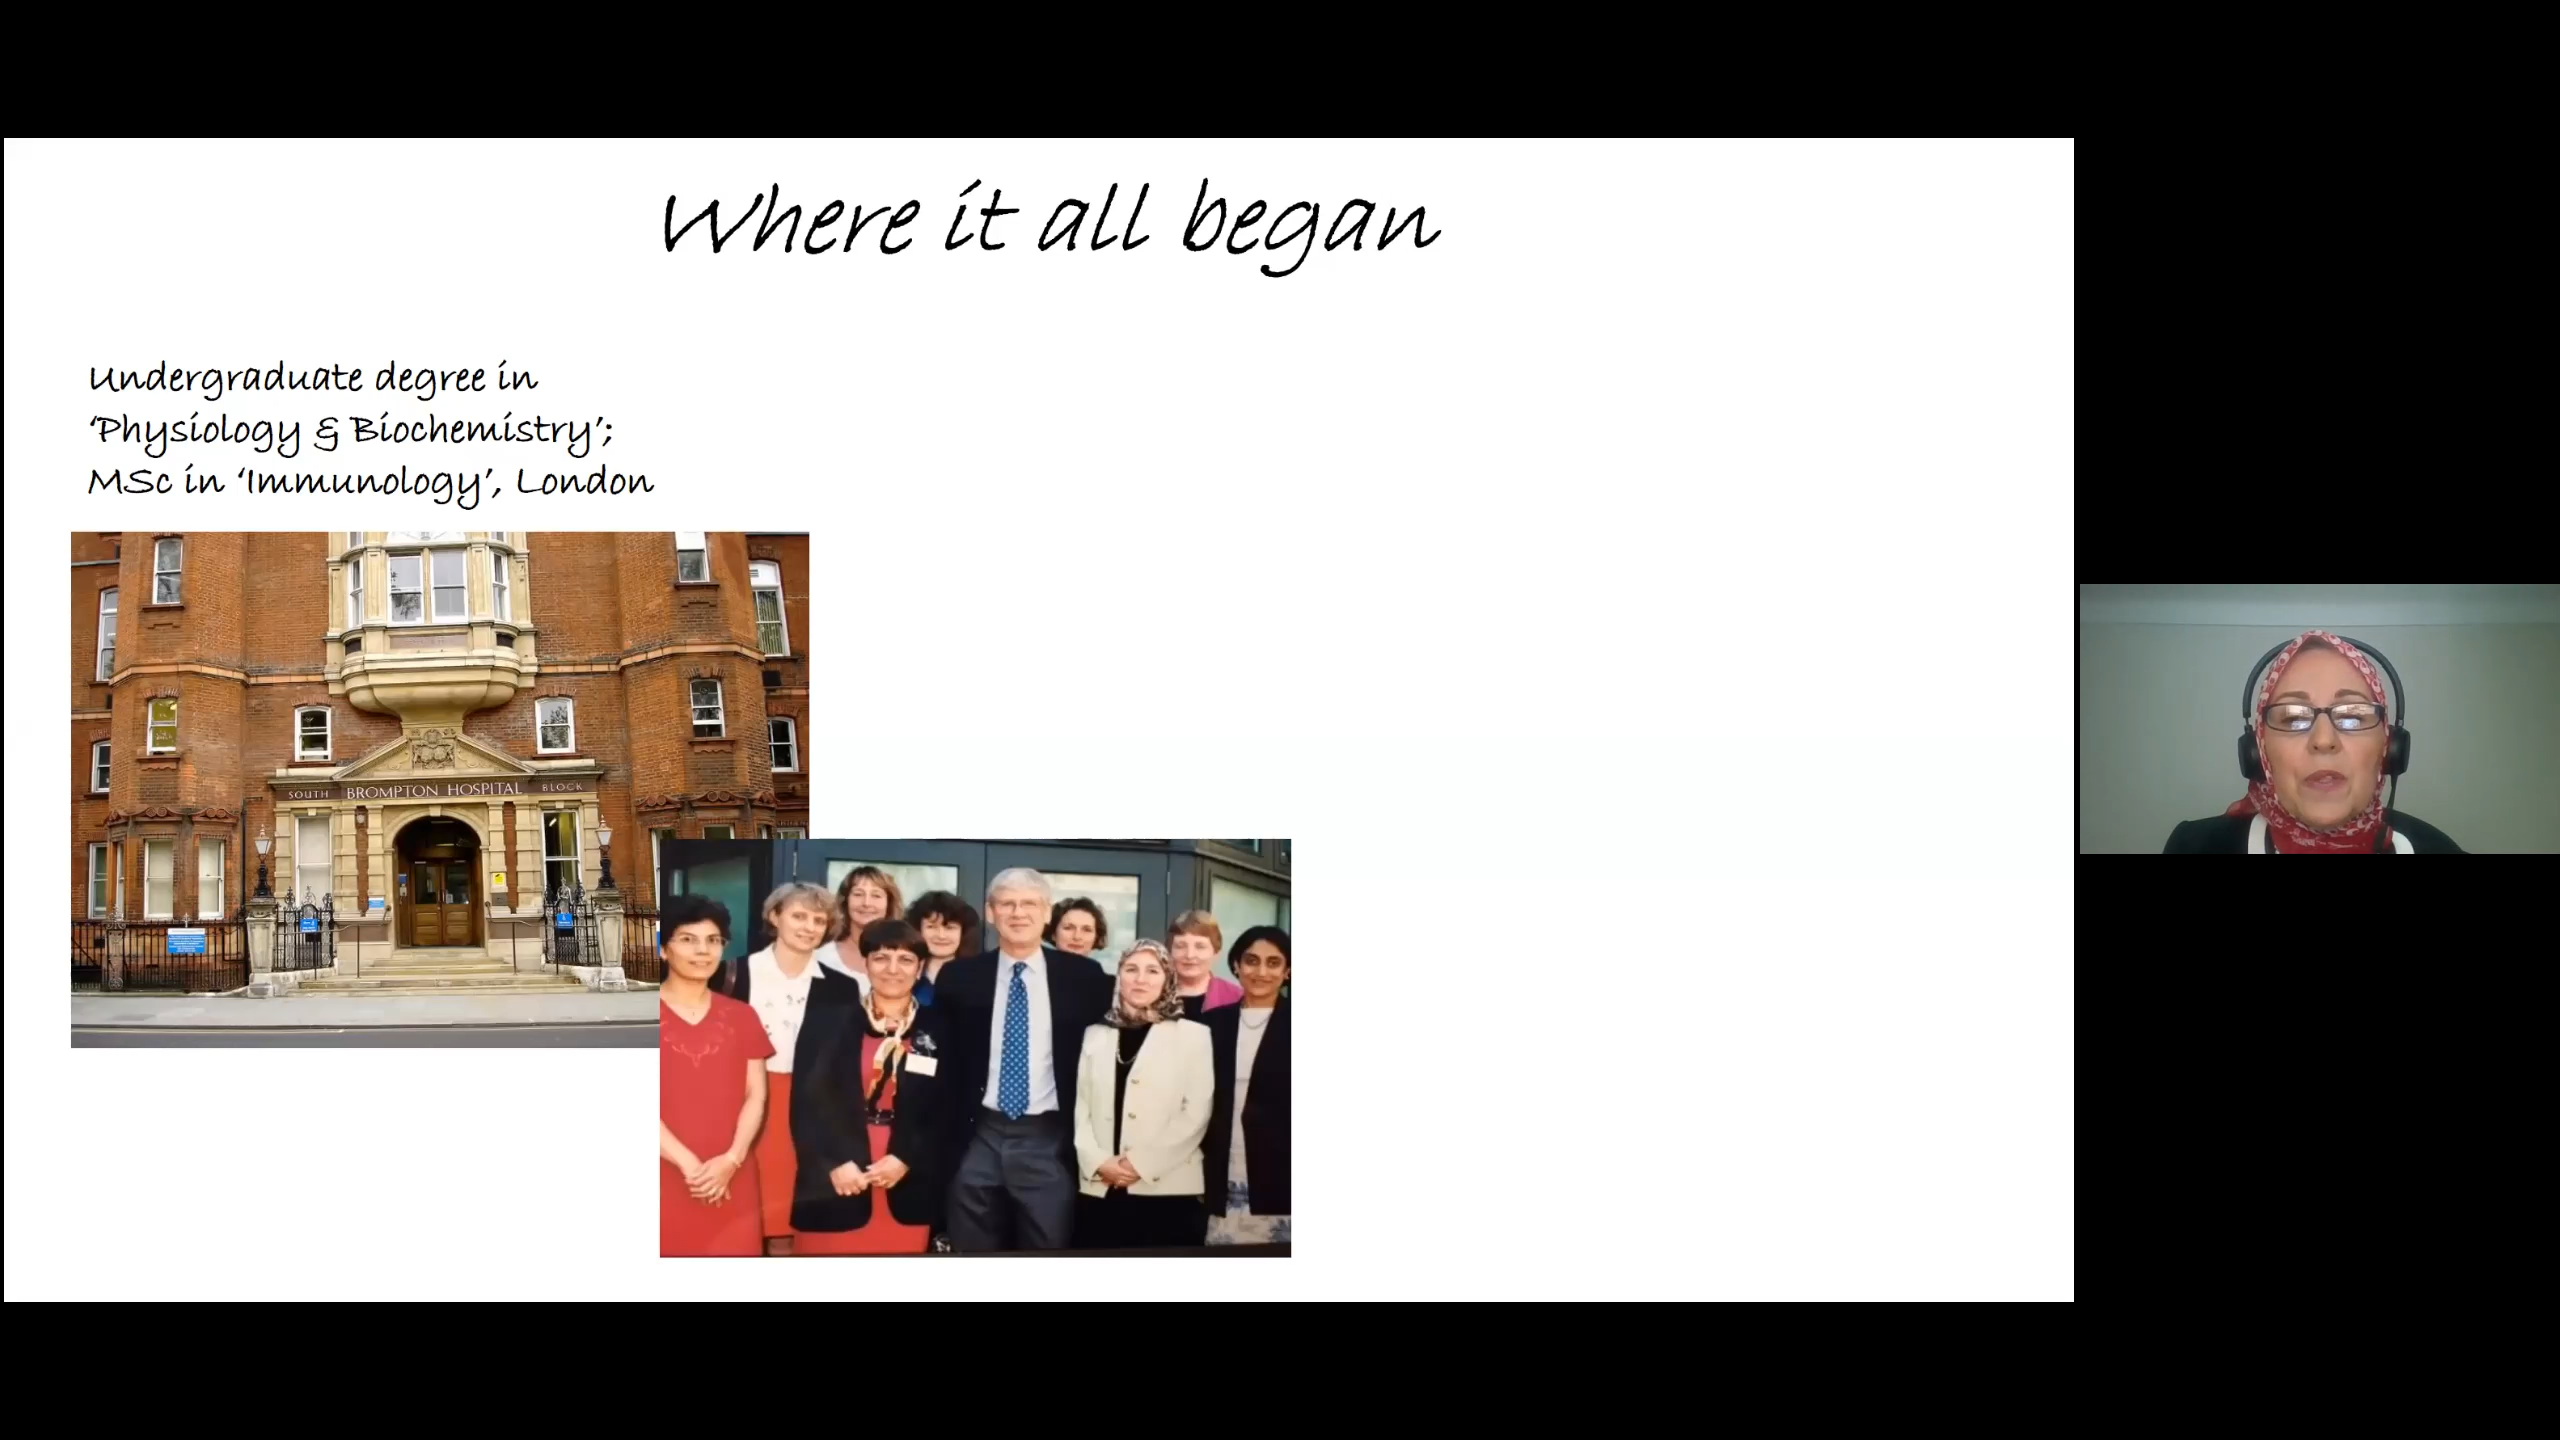 Where it all began
Undergraduate degree in
‘Physiology & Biochemistry’;
MSc in ‘Immunology’, London
SOUTH BROMPTON HOSPITAL BLOCK